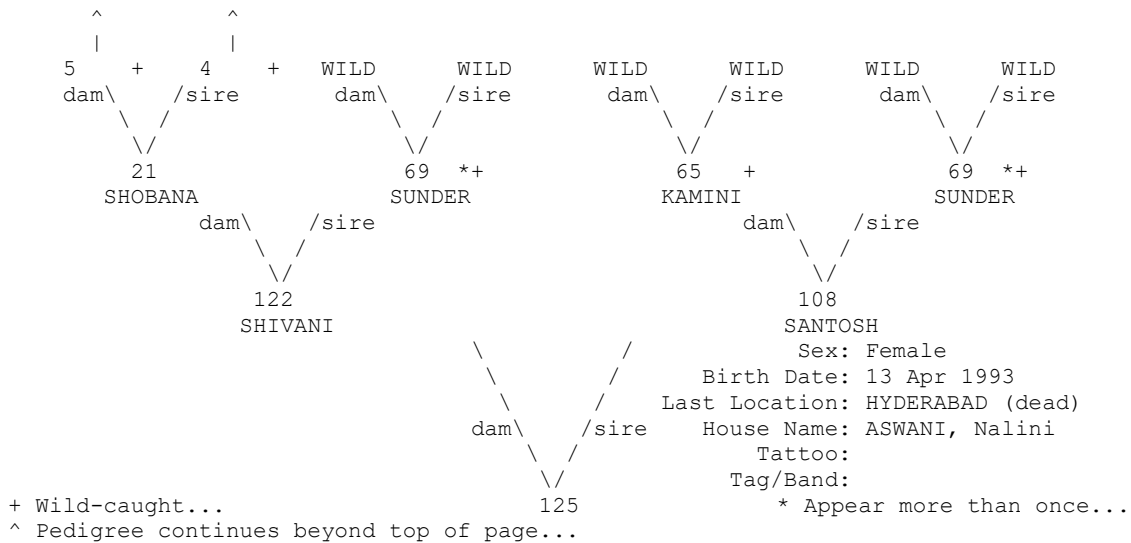 ^ ^
| |
5 + 4 + WILD WILD WILD WILD WILD WILD
dam\ /sire dam\ /sire dam\ /sire dam\ /sire
\ / \ / \ / \ /
\/ \/ \/ \/
21 69 *+ 65 + 69 *+
SHOBANA SUNDER KAMINI SUNDER
dam\ /sire dam\ /sire
\ / \ /
\/ \/
122 108
SHIVANI SANTOSH
\ / Sex: Female
\ / Birth Date: 13 Apr 1993
\ / Last Location: HYDERABAD (dead)
dam\ /sire House Name: ASWANI, Nalini
\ / Tattoo:
\/ Tag/Band:
+ Wild-caught... 125 * Appear more than once...
^ Pedigree continues beyond top of page...